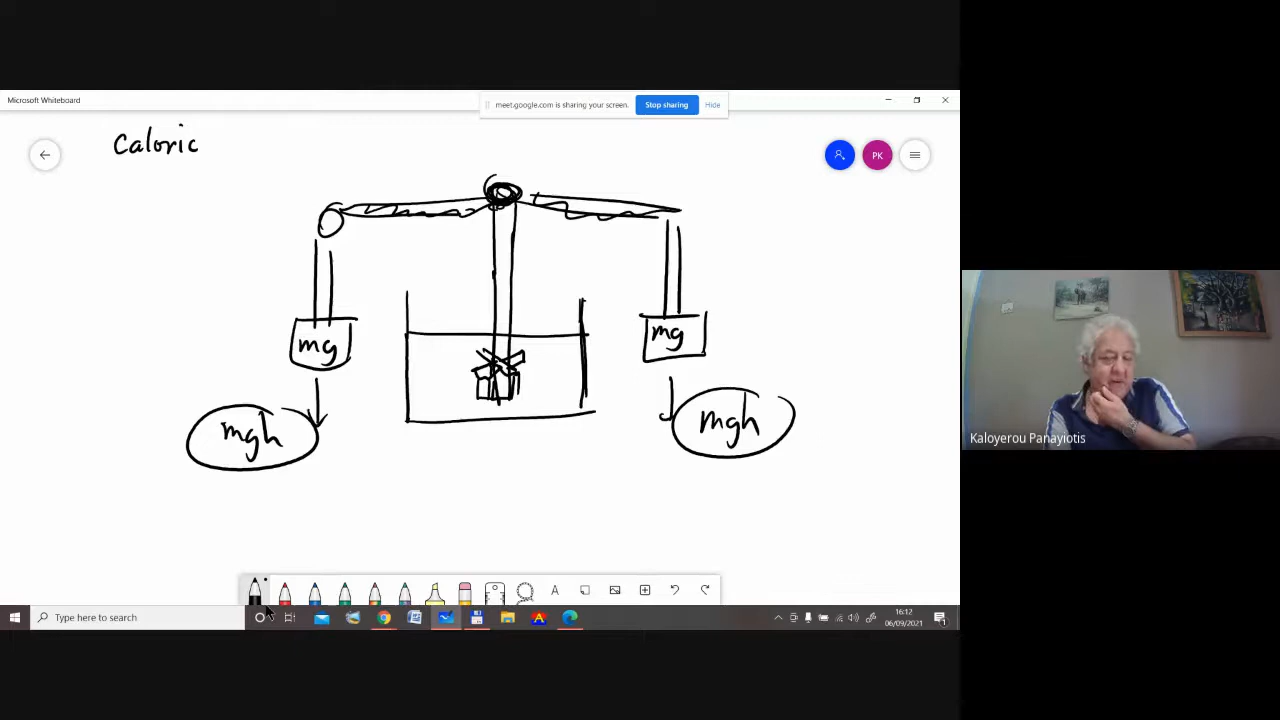 Microsoft Whiteboard
meet.google.com is sharing your screen.
Stop sharing
Hide
Caloric
PK
mg
mg
mgh
mgh
Kaloyerou Panayiotis
A
Type here to search
16:12
06/09/2021